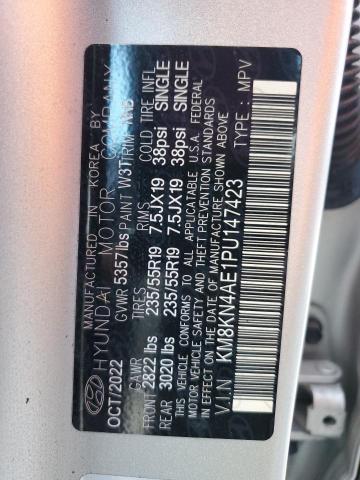 MANUFACTURED IN KOREA BY
HYUNDAI MOTOR COMPANY
OCT/2022 GVWR 5357lbs PAINT W3T TRIM
GAWR TIRES RIMS COLD TIRE INFL
FRONT 2822 lbs 235/55R19 7.5JX19 38psi SINGLE
REAR 3020 lbs 235/55R19 7.5JX19 38psi SINGLE
THIS VEHICLE CONFORMS TO ALL APPLICABLE U.S.A. FEDERAL
MOTOR VEHICLE SAFETY AND THEFT PREVENTION STANDARDS
IN EFFECT ON THE DATE OF MANUFACTURE SHOWN ABOVE
V.I.N : KM8KN4AE1PU147423
TYPE : MPV